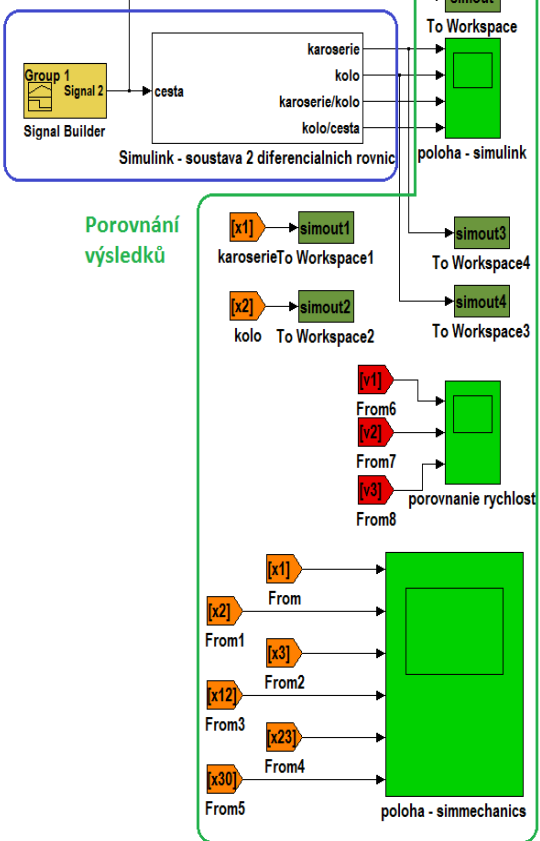 simout
To Workspace
Group 1
Signal 2
Signal Builder
cesta
karoserie
kolo
karoserie/kolo
kolo/cesta
Simulink - soustava 2 diferencialnich rovnic
poloha - simulink
Porovnání
výsledků
[x1]
karoserie
simout1
To Workspace1
simout3
To Workspace4
[x2]
kolo
simout2
To Workspace2
simout4
To Workspace3
[v1]
From6
[v2]
From7
[v3]
From8
porovnanie rychlost
[x1]
From
[x2]
From1
[x3]
From2
[x12]
From3
[x23]
From4
[x30]
From5
poloha - simmechanics